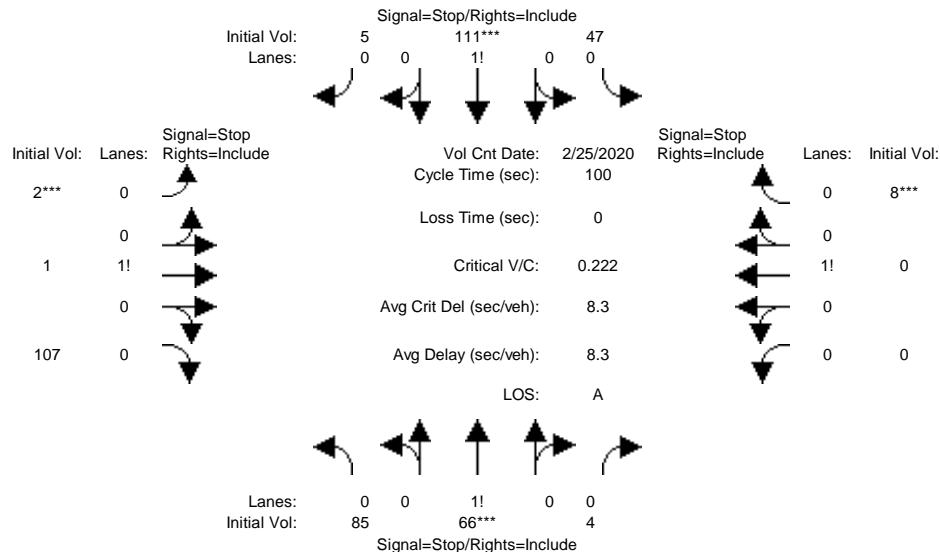 Signal=Stop/Rights=Include
Initial Vol: 5 111*** 47
Lanes: 0 0 1! 0 0
Signal=Stop Signal=Stop
Initial Vol: Lanes: Rights=Include Vol Cnt Date: 2/25/2020 Rights=Include Lanes: Initial Vol:
Cycle Time (sec): 100
2*** 0 0 8***
Loss Time (sec): 0
0 0
1 1! Critical V/C: 0.222 1! 0
0 Avg Crit Del (sec/veh): 8.3 0
107 0 Avg Delay (sec/veh): 8.3 0 0
LOS: A
Lanes: 0 0 1! 0 0
Initial Vol: 85 66*** 4
Signal=Stop/Rights=Include